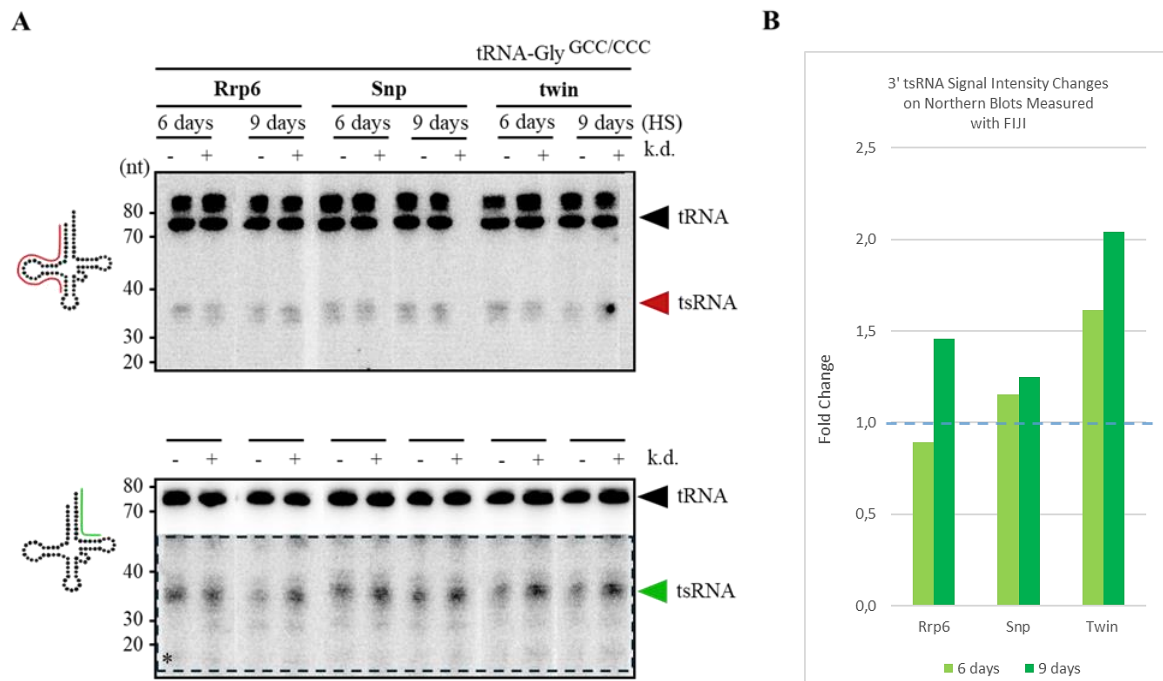 A
tRNA-Gly GCC/CCC
Rrp6 Snp twin
6 days 9 days 6 days 9 days 6 days 9 days (HS)
- + - + - + - + - + - + k.d.
(nt)
80
70
40
30
20
tRNA
tsRNA
- + - + - + - + - + - + k.d.
80
70
40
30
20
*
tRNA
tsRNA
B
3' tsRNA Signal Intensity Changes
on Northern Blots Measured
with FIJI
2,5
2,0
1,5
1,0
0,5
0,0
Fold Change
Rrp6 Snp Twin
6 days 9 days